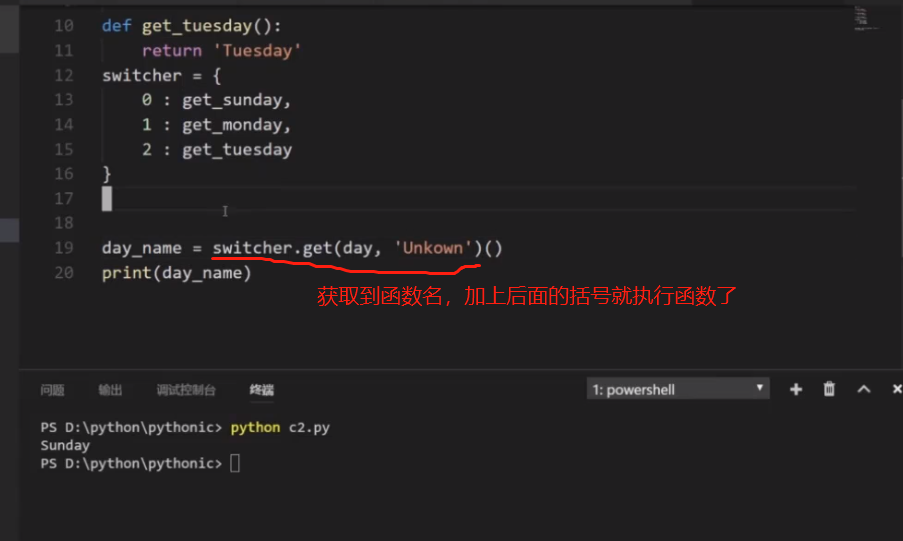 10 def get_tuesday():
11 return 'Tuesday'
12 switcher = {
13 0 : get_sunday,
14 1 : get_monday,
15 2 : get_tuesday
16 }
17
18
19 day_name = switcher.get(day, 'Unkown')()
20 print(day_name)
获取到函数名，加上后面的括号就执行函数了
问题 输出 调试控制台 终端 1: powershell
PS D:\python\pythonic> python c2.py
Sunday
PS D:\python\pythonic>